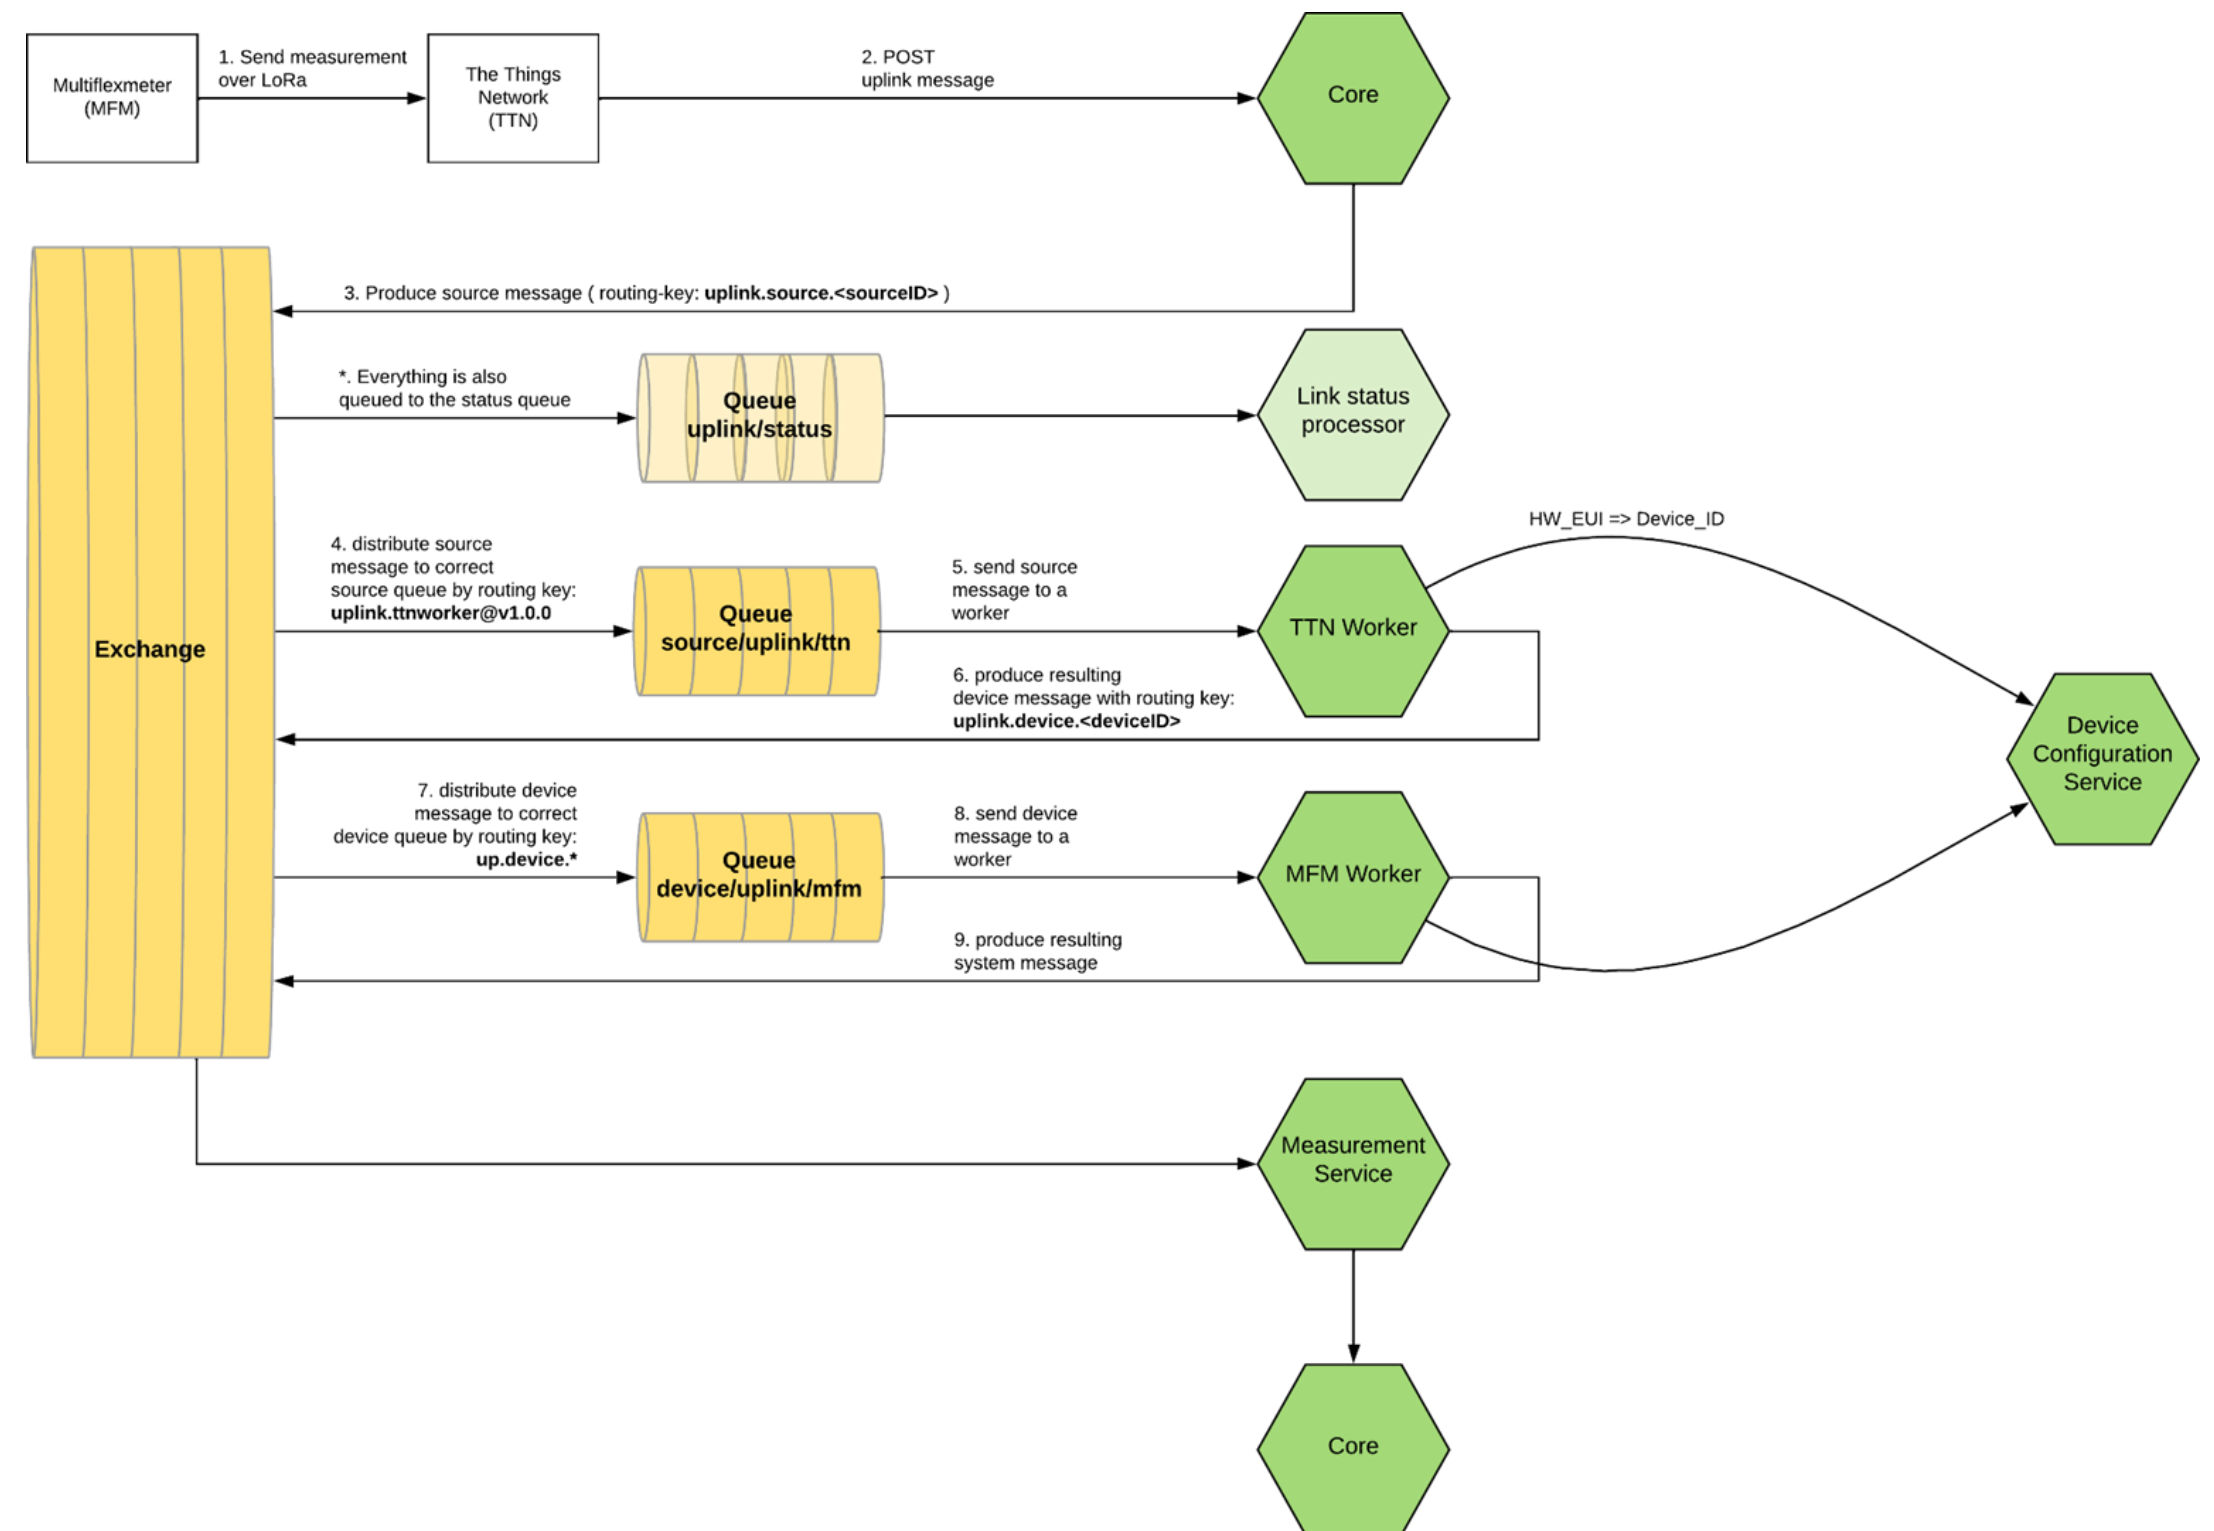 Multiflexmeter
(MFM)
1. Send measurement
over LoRa
The Things
Network
(TTN)
2. POST
uplink message
Core
3. Produce source message ( routing-key: uplink.source.<sourceID> )
*. Everything is also
queued to the status queue
Queue
uplink/status
Link status
processor
HW_EUI => Device_ID
4. distribute source
message to correct
source queue by routing key:
uplink.ttnworker@v1.0.0
Queue
source/uplink/ttn
5. send source
message to a
worker
TTN Worker
Exchange
6. produce resulting
device message with routing key:
uplink.device.<deviceID>
Device
Configuration
Service
7. distribute device
message to correct
device queue by routing key:
up.device.*
Queue
device/uplink/mfm
8. send device
message to a
worker
MFM Worker
9. produce resulting
system message
Measurement
Service
Core